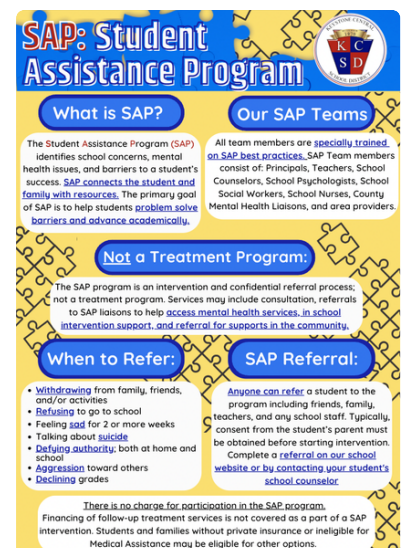 SAP: Student
Assistance Program
KEYSTONE CENTRAL
K C
S D
SCHOOL DISTRICT
What is SAP?
The Student Assistance Program (SAP)
identifies school concerns, mental
health issues, and barriers to a student's
success. SAP connects the student and
family with resources. The primary goal
of SAP is to help students problem solve
barriers and advance academically.
Our SAP Teams
All team members are specially trained
on SAP best practices. SAP Team members
consist of: Principals, Teachers, School
Counselors, School Psychologists, School
Social Workers, School Nurses, County
Mental Health Liaisons, and area providers.
Not a Treatment Program:
The SAP program is an intervention and confidential referral process;
not a treatment program. Services may include consultation, referrals
to SAP liaisons to help access mental health services, in school
intervention support, and referral for supports in the community.
When to Refer:
• Withdrawing from family, friends,
and/or activities
• Refusing to go to school
• Feeling sad for 2 or more weeks
• Talking about suicide
• Defying authority; both at home and
school
• Aggression toward others
• Declining grades
SAP Referral:
Anyone can refer a student to the
program including friends, family,
teachers, and any school staff. Typically,
consent from the student's parent must
be obtained before starting intervention.
Complete a referral on our school
website or by contacting your student's
school counselor
There is no charge for participation in the SAP program.
Financing of follow-up treatment services is not covered as a part of a SAP
intervention. Students and families without private insurance or ineligible for
Medical Assistance may be eligible for other options.